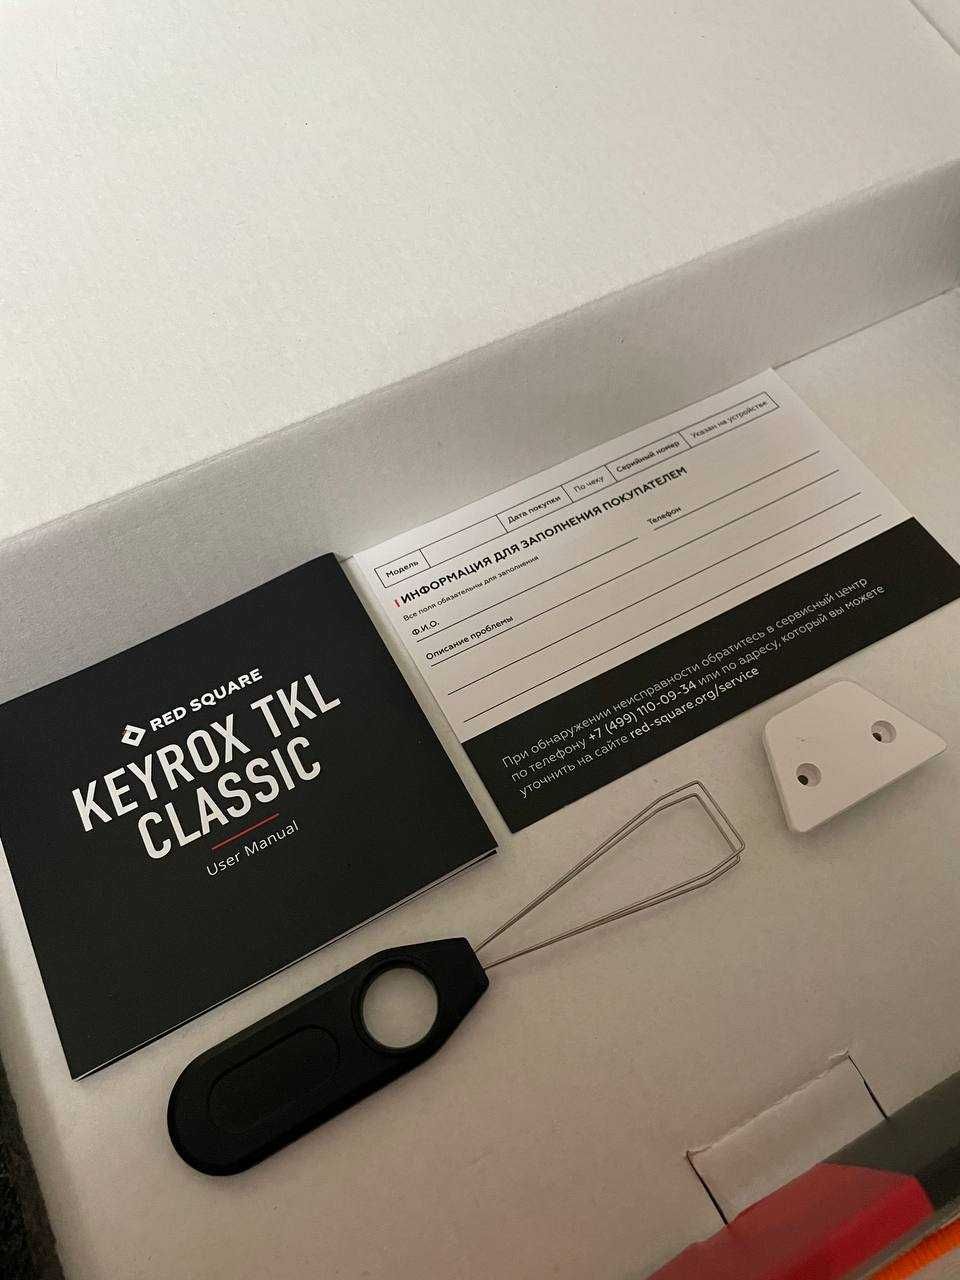 RED SQUARE
KEYROX TKL
CLASSIC
User Manual
Модель
Дата покупки
По чеку
Серийный номер
Указан на устройстве
ИНФОРМАЦИЯ ДЛЯ ЗАПОЛНЕНИЯ ПОКУПАТЕЛЕМ
Все поля обязательны для заполнения
Ф.И.О.
Телефон
Описание проблемы
При обнаружении неисправности обратитесь в сервисный центр
по телефону +7 (499) 110-09-34 или по адресу, который вы можете
уточнить на сайте red-square.org/service